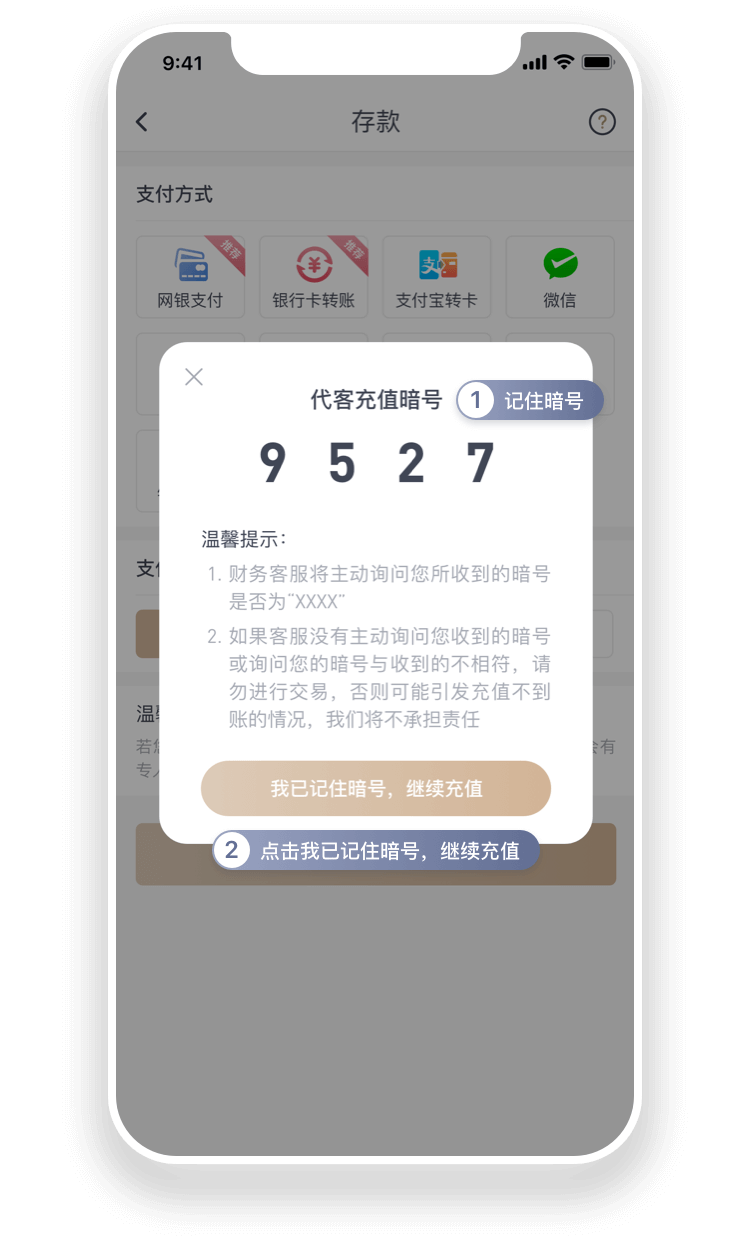 9:41
存款
?
支付方式
推荐
推荐
网银支付
银行卡转账
支付宝转卡
微信
代客充值暗号
1 记住暗号
9 5 2 7
温馨提示：
1. 财务客服将主动询问您所收到的暗号
是否为“XXXX”
2. 如果客服没有主动询问您收到的暗号
或询问您的暗号与收到的不相符，请
勿进行交易，否则可能引发充值不到
账的情况，我们将不承担责任
支
温
若
会有
专
我已记住暗号，继续充值
2 点击我已记住暗号，继续充值